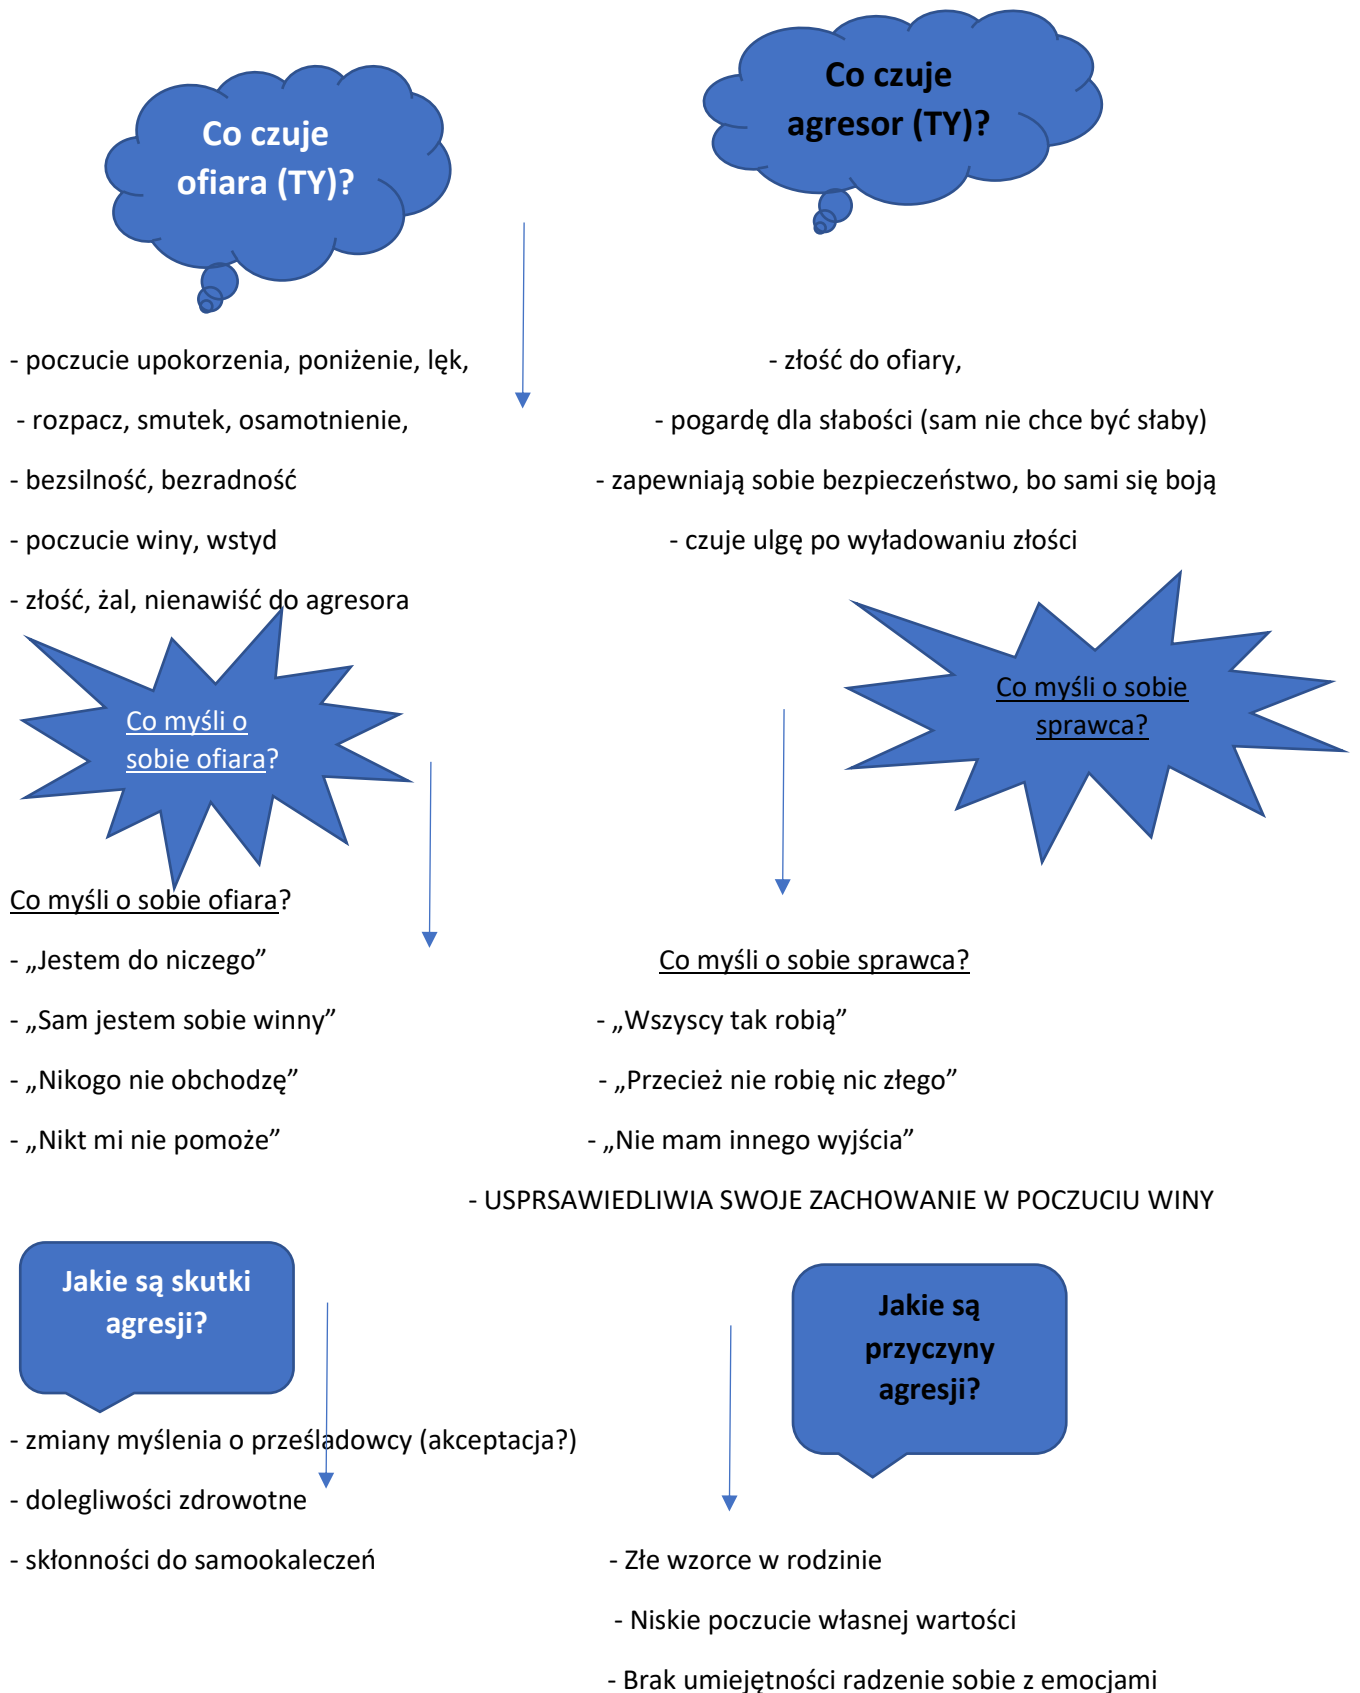 Co czuje
ofiara (TY)?
Co czuje
agresor (TY)?
- poczucie upokorzenia, poniżenie, lęk,
- złość do ofiary,
- rozpacz, smutek, osamotnienie,
- pogardę dla słabości (sam nie chce być słaby)
- bezsilność, bezradność
- zapewniają sobie bezpieczeństwo, bo sami się boją
- poczucie winy, wstyd
- czuje ulgę po wyładowaniu złości
- złość, żal, nienawiść do agresora
Co myśli o
sobie ofiara?
Co myśli o sobie
sprawca?
Co myśli o sobie ofiara?
- „Jestem do niczego”
Co myśli o sobie sprawca?
- „Sam jestem sobie winny”
- „Wszyscy tak robią”
- „Nikogo nie obchodzę”
- „Przecież nie robię nic złego”
- „Nikt mi nie pomoże”
- „Nie mam innego wyjścia”
- USPRSAWIEDLIWIA SWOJE ZACHOWANIE W POCZUCIU WINY
Jakie są skutki
agresji?
Jakie są
przyczyny
agresji?
- zmiany myślenia o prześladowcy (akceptacja?)
- dolegliwości zdrowotne
- skłonności do samookaleczeń
- Złe wzorce w rodzinie
- Niskie poczucie własnej wartości
- Brak umiejętności radzenie sobie z emocjami